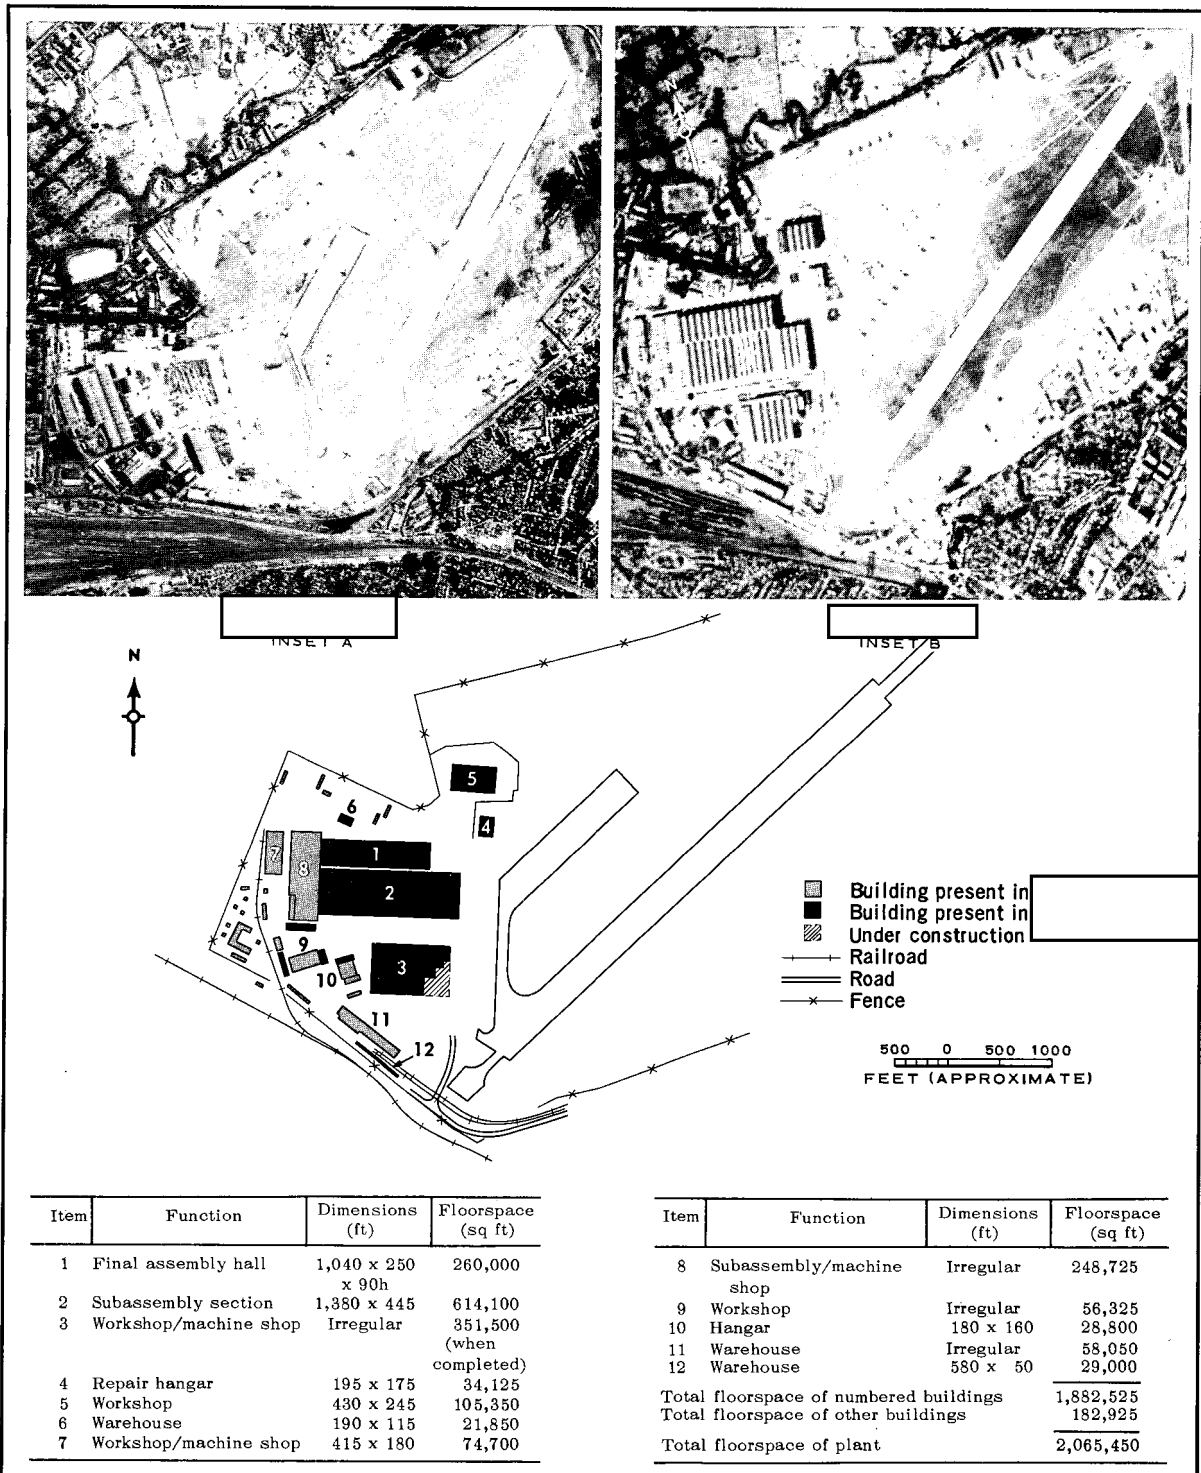 INSET A
INSET B
N
5
6
4
7
8
1
2
9
10
3
11
12
Building present in
Building present in
Under construction
Railroad
Road
Fence
500 0 500 1000
FEET (APPROXIMATE)
Item Function Dimensions (ft) Floorspace (sq ft)
1 Final assembly hall 1,040 x 250 x 90h 260,000
2 Subassembly section 1,380 x 445 614,100
3 Workshop/machine shop Irregular 351,500 (when completed)
4 Repair hangar 195 x 175 34,125
5 Workshop 430 x 245 105,350
6 Warehouse 190 x 115 21,850
7 Workshop/machine shop 415 x 180 74,700
Item Function Dimensions (ft) Floorspace (sq ft)
8 Subassembly/machine shop Irregular 248,725
9 Workshop Irregular 56,325
10 Hangar 180 x 160 28,800
11 Warehouse Irregular 58,050
12 Warehouse 580 x 50 29,000
Total floorspace of numbered buildings 1,882,525
Total floorspace of other buildings 182,925
Total floorspace of plant 2,065,450